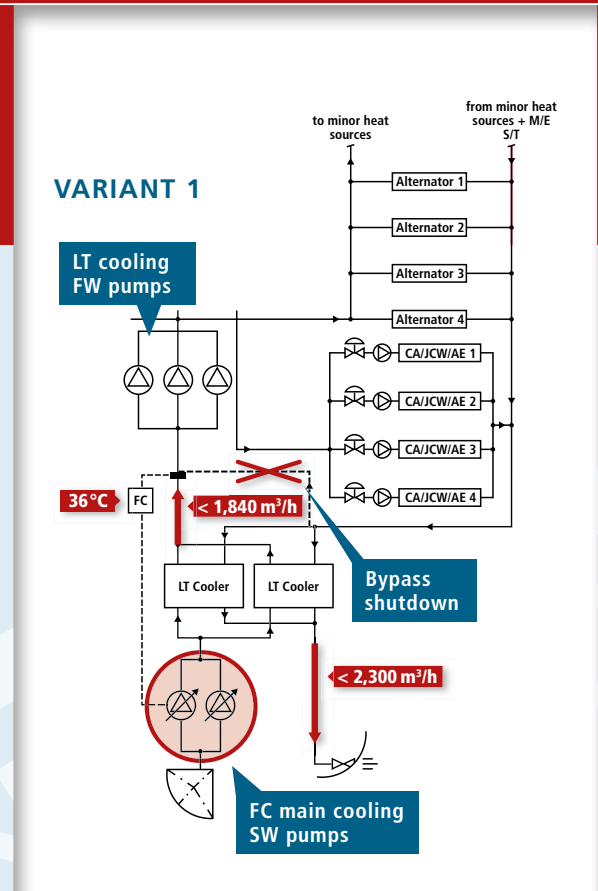 to minor heat
sources
from minor heat
sources + M/E
S/T
VARIANT 1
Alternator 1
Alternator 2
Alternator 3
Alternator 4
LT cooling
FW pumps
CA/JCW/AE 1
CA/JCW/AE 2
CA/JCW/AE 3
CA/JCW/AE 4
36°C
FC
< 1,840 m³/h
LT Cooler
LT Cooler
Bypass
shutdown
< 2,300 m³/h
FC main cooling
SW pumps